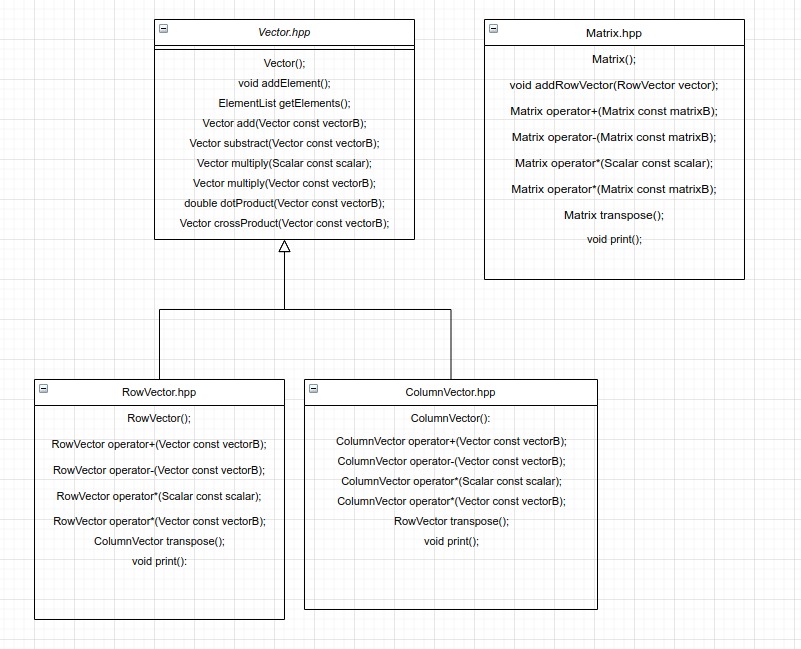 Vector.hpp
Vector();
void addElement();
ElementList getElements();
Vector add(Vector const vectorB);
Vector substract(Vector const vectorB);
Vector multiply(Scalar const scalar);
Vector multiply(Vector const vectorB);
double dotProduct(Vector const vectorB);
Vector crossProduct(Vector const vectorB);
Matrix.hpp
Matrix();
void addRowVector(RowVector vector);
Matrix operator+(Matrix const matrixB);
Matrix operator-(Matrix const matrixB);
Matrix operator*(Scalar const scalar);
Matrix operator*(Matrix const matrixB);
Matrix transpose();
void print();
RowVector.hpp
RowVector();
RowVector operator+(Vector const vectorB);
RowVector operator-(Vector const vectorB);
RowVector operator*(Scalar const scalar);
RowVector operator*(Vector const vectorB);
ColumnVector transpose();
void print():
ColumnVector.hpp
ColumnVector():
ColumnVector operator+(Vector const vectorB);
ColumnVector operator-(Vector const vectorB);
ColumnVector operator*(Scalar const scalar);
ColumnVector operator*(Vector const vectorB);
RowVector transpose();
void print();